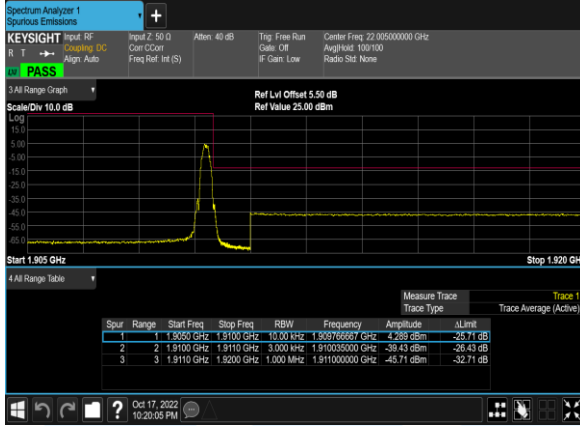 Spectrum Analyzer 1
Spurious Emissions
+
KEYSIGHT
R T
Input: RF
Coupling: DC
Align: Auto
Input Z: 50 Ω
Corr CCorr
Freq Ref: Int (S)
Atten: 40 dB
Trig: Free Run
Gate: Off
IF Gain: Low
Center Freq: 22.005000000 GHz
Avg|Hold: 100/100
Radio Std: None
PASS
3 All Range Graph
Scale/Div 10.0 dB
Ref Lvl Offset 5.50 dB
Ref Value 25.00 dBm
Log
15.0
5.00
-5.00
-15.0
-25.0
-35.0
-45.0
-55.0
-65.0
Start 1.905 GHz
Stop 1.920 GH
4 All Range Table
Measure Trace Trace 1
Trace Type Trace Average (Active)
Spur Range Start Freq Stop Freq RBW Frequency Amplitude ΔLimit
1 1 1.9050 GHz 1.9100 GHz 10.00 kHz 1.909766667 GHz 4.289 dBm -25.71 dB
2 2 1.9100 GHz 1.9110 GHz 3.000 kHz 1.910035000 GHz -39.43 dBm -26.43 dB
3 3 1.9110 GHz 1.9200 GHz 1.000 MHz 1.911000000 GHz -45.71 dBm -32.71 dB
?
Oct 17, 2022
10:20:05 PM